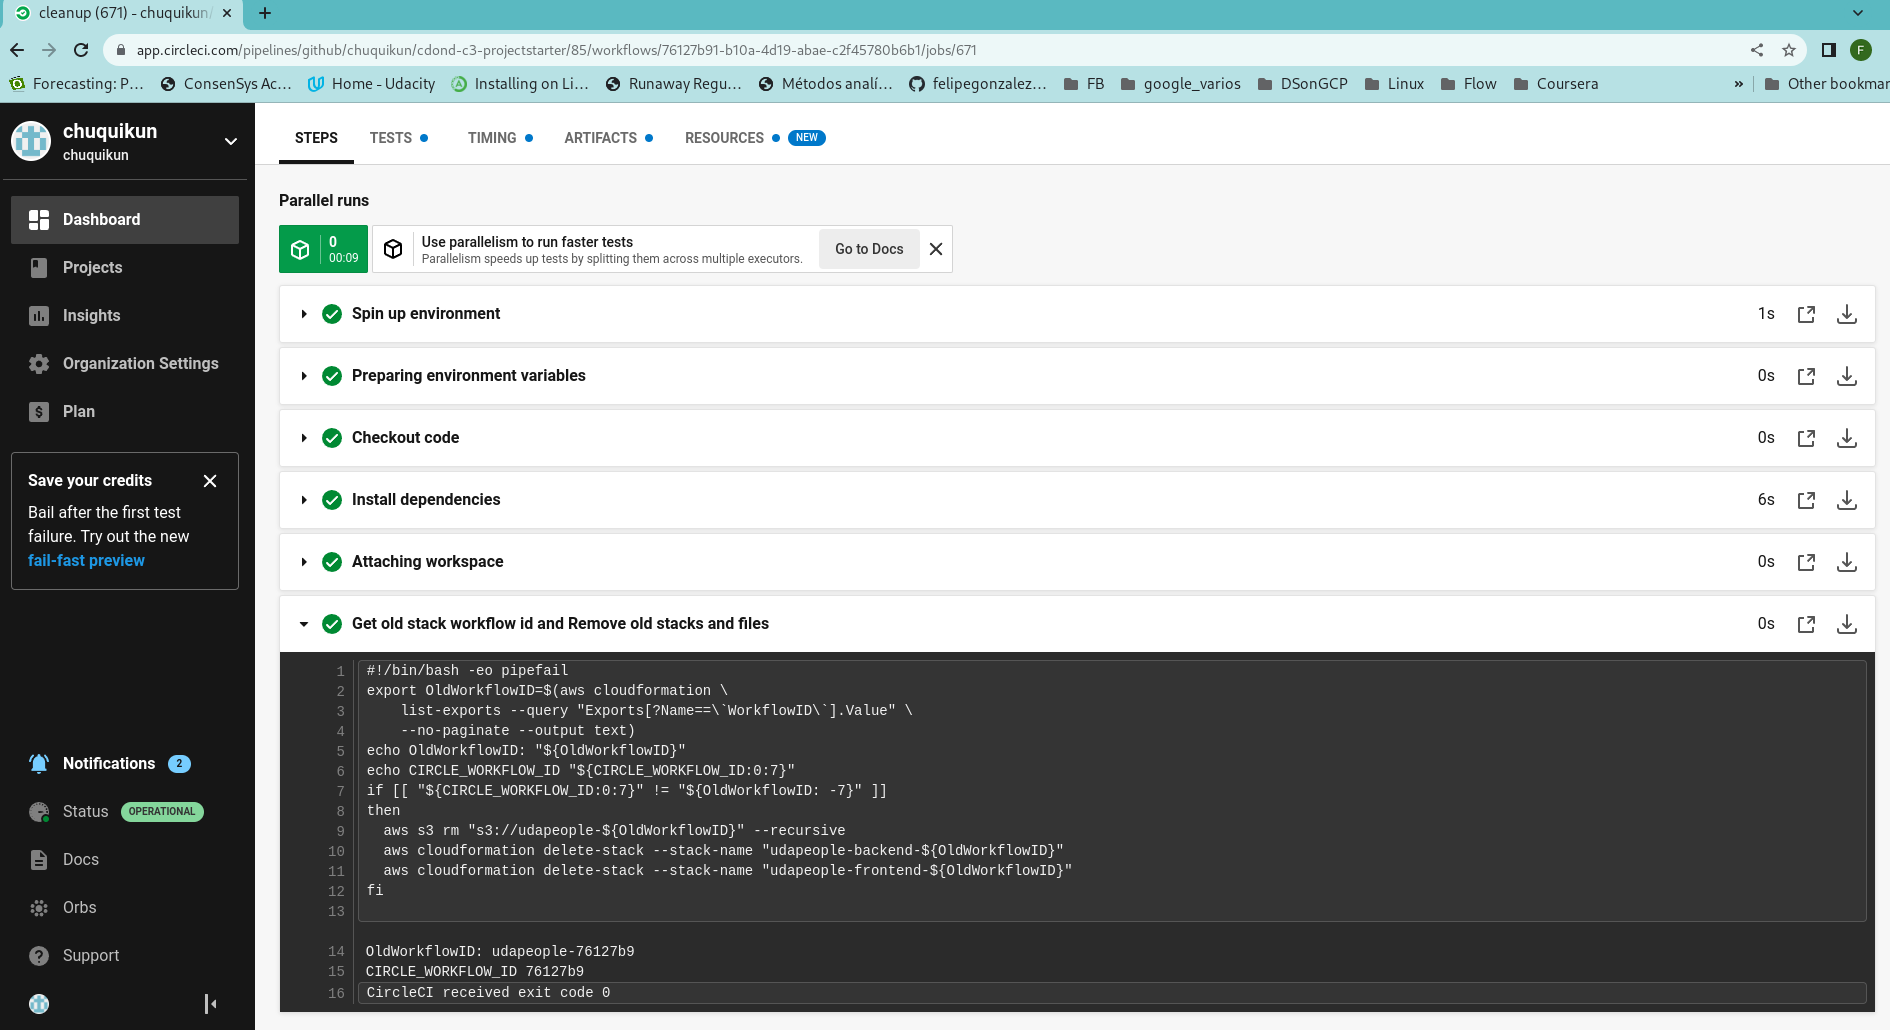 cleanup (671) - chuquikun/
app.circleci.com/pipelines/github/chuquikun/cdond-c3-projectstarter/85/workflows/76127b91-b10a-4d19-abae-c2f45780b6b1/jobs/671
F
Forecasting: P... ConsenSys Ac... Home - Udacity Installing on Li... Runaway Regu... Métodos analí... felipegonzalez... FB google_varios DSonGCP Linux Flow Coursera » Other bookmar
chuquikun
chuquikun
Dashboard
Projects
Insights
Organization Settings
Plan
Save your credits
Bail after the first test
failure. Try out the new
fail-fast preview
Notifications 2
Status OPERATIONAL
Docs
Orbs
Support
STEPS TESTS TIMING ARTIFACTS RESOURCES NEW
Parallel runs
0
00:09
Use parallelism to run faster tests
Parallelism speeds up tests by splitting them across multiple executors.
Go to Docs
Spin up environment 1s
Preparing environment variables 0s
Checkout code 0s
Install dependencies 6s
Attaching workspace 0s
Get old stack workflow id and Remove old stacks and files 0s
1 #!/bin/bash -eo pipefail
2 export OldWorkflowID=$(aws cloudformation \
3 list-exports --query "Exports[?Name==\`WorkflowID\`].Value" \
4 --no-paginate --output text)
5 echo OldWorkflowID: "${OldWorkflowID}"
6 echo CIRCLE_WORKFLOW_ID "${CIRCLE_WORKFLOW_ID:0:7}"
7 if [[ "${CIRCLE_WORKFLOW_ID:0:7}" != "${OldWorkflowID: -7}" ]]
8 then
9 aws s3 rm "s3://udapeople-${OldWorkflowID}" --recursive
10 aws cloudformation delete-stack --stack-name "udapeople-backend-${OldWorkflowID}"
11 aws cloudformation delete-stack --stack-name "udapeople-frontend-${OldWorkflowID}"
12 fi
13
14 OldWorkflowID: udapeople-76127b9
15 CIRCLE_WORKFLOW_ID 76127b9
16 CircleCI received exit code 0